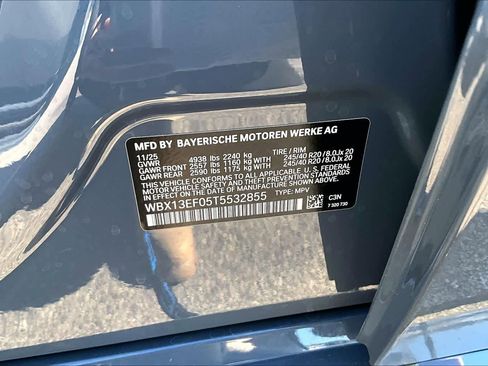 MFD BY BAYERISCHE MOTOREN WERKE AG
11/25 TIRE / RIM
GVWR 4938 lbs 2240 kg
GAWR FRONT 2557 lbs 1160 kg WITH 245/40 R20 / 8.0Jx 20
GAWR REAR 2590 lbs 1175 kg WITH 245/40 R20 / 8.0Jx 20
THIS VEHICLE CONFORMS TO ALL APPLICABLE U.S. FEDERAL
MOTOR VEHICLE SAFETY AND THEFT PREVENTION STANDARDS
IN EFFECT ON THE DATE OF MANUFACTURE SHOWN ABOVE.
WBX13EF05T5532855 TYPE: MPV
C3N
7 300 730